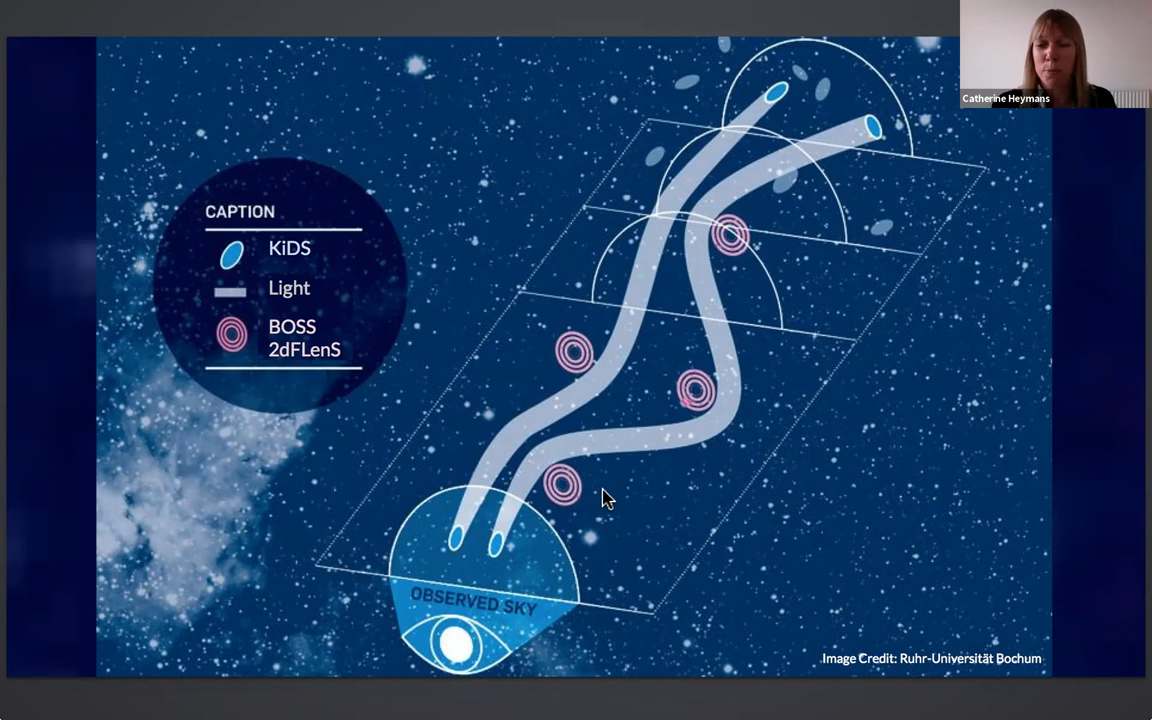 Catherine Heymans
CAPTION
KiDS
Light
BOSS
2dFLenS
OBSERVED SKY
Image Credit: Ruhr-Universität Bochum